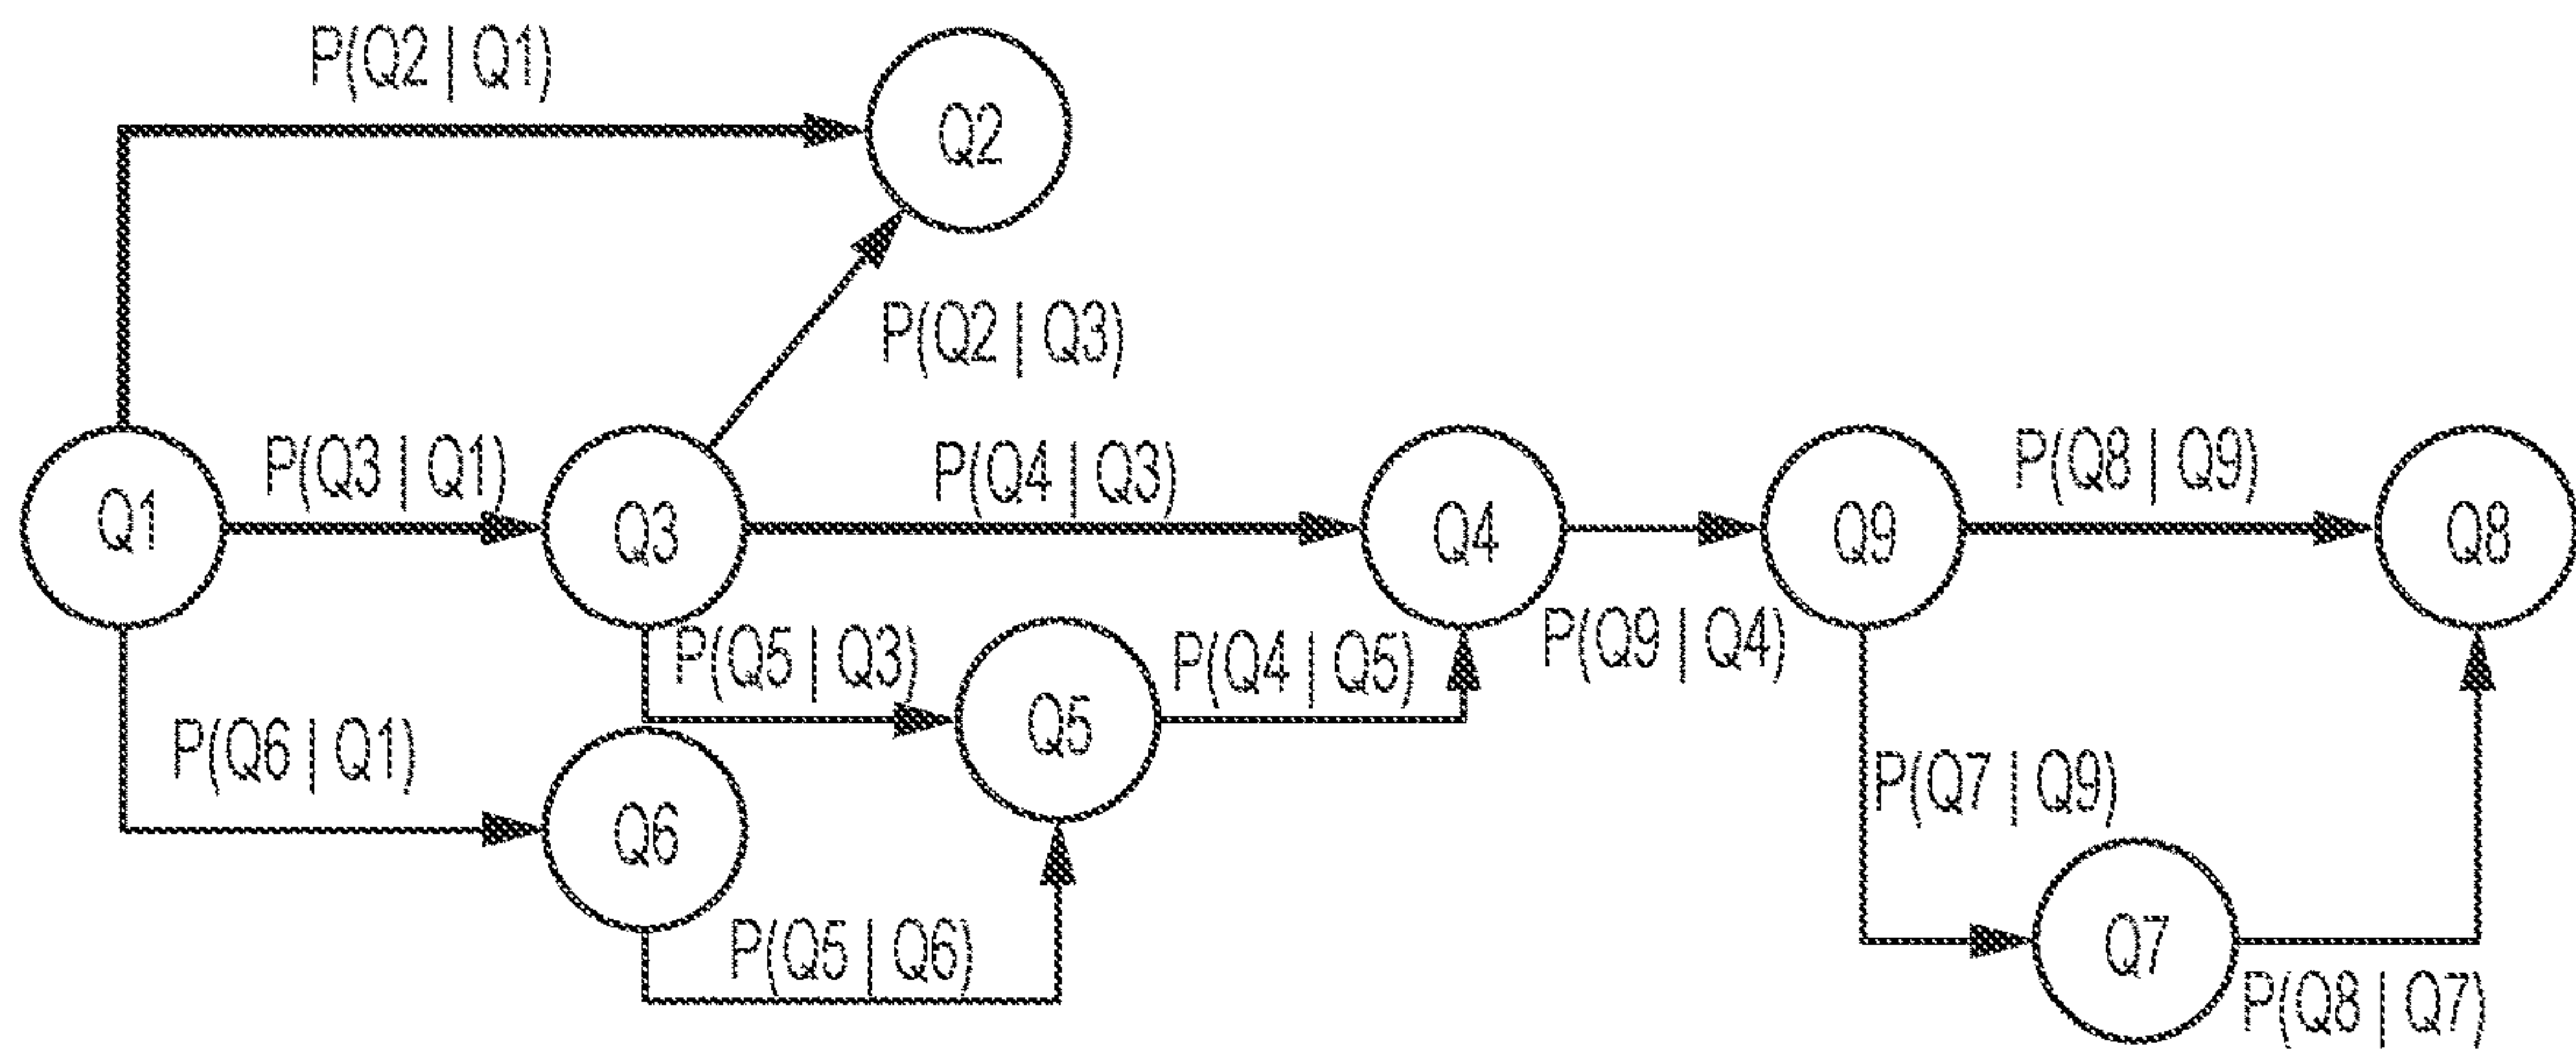 P(Q2 | Q1)
Q2
P(Q2 | Q3)
Q1
P(Q3 | Q1)
Q3
P(Q4 | Q3)
Q4
Q9
P(Q8 | Q9)
Q8
P(Q5 | Q3)
Q5
P(Q4 | Q5)
P(Q9 | Q4)
P(Q6 | Q1)
Q6
P(Q7 | Q9)
P(Q5 | Q6)
Q7
P(Q8 | Q7)